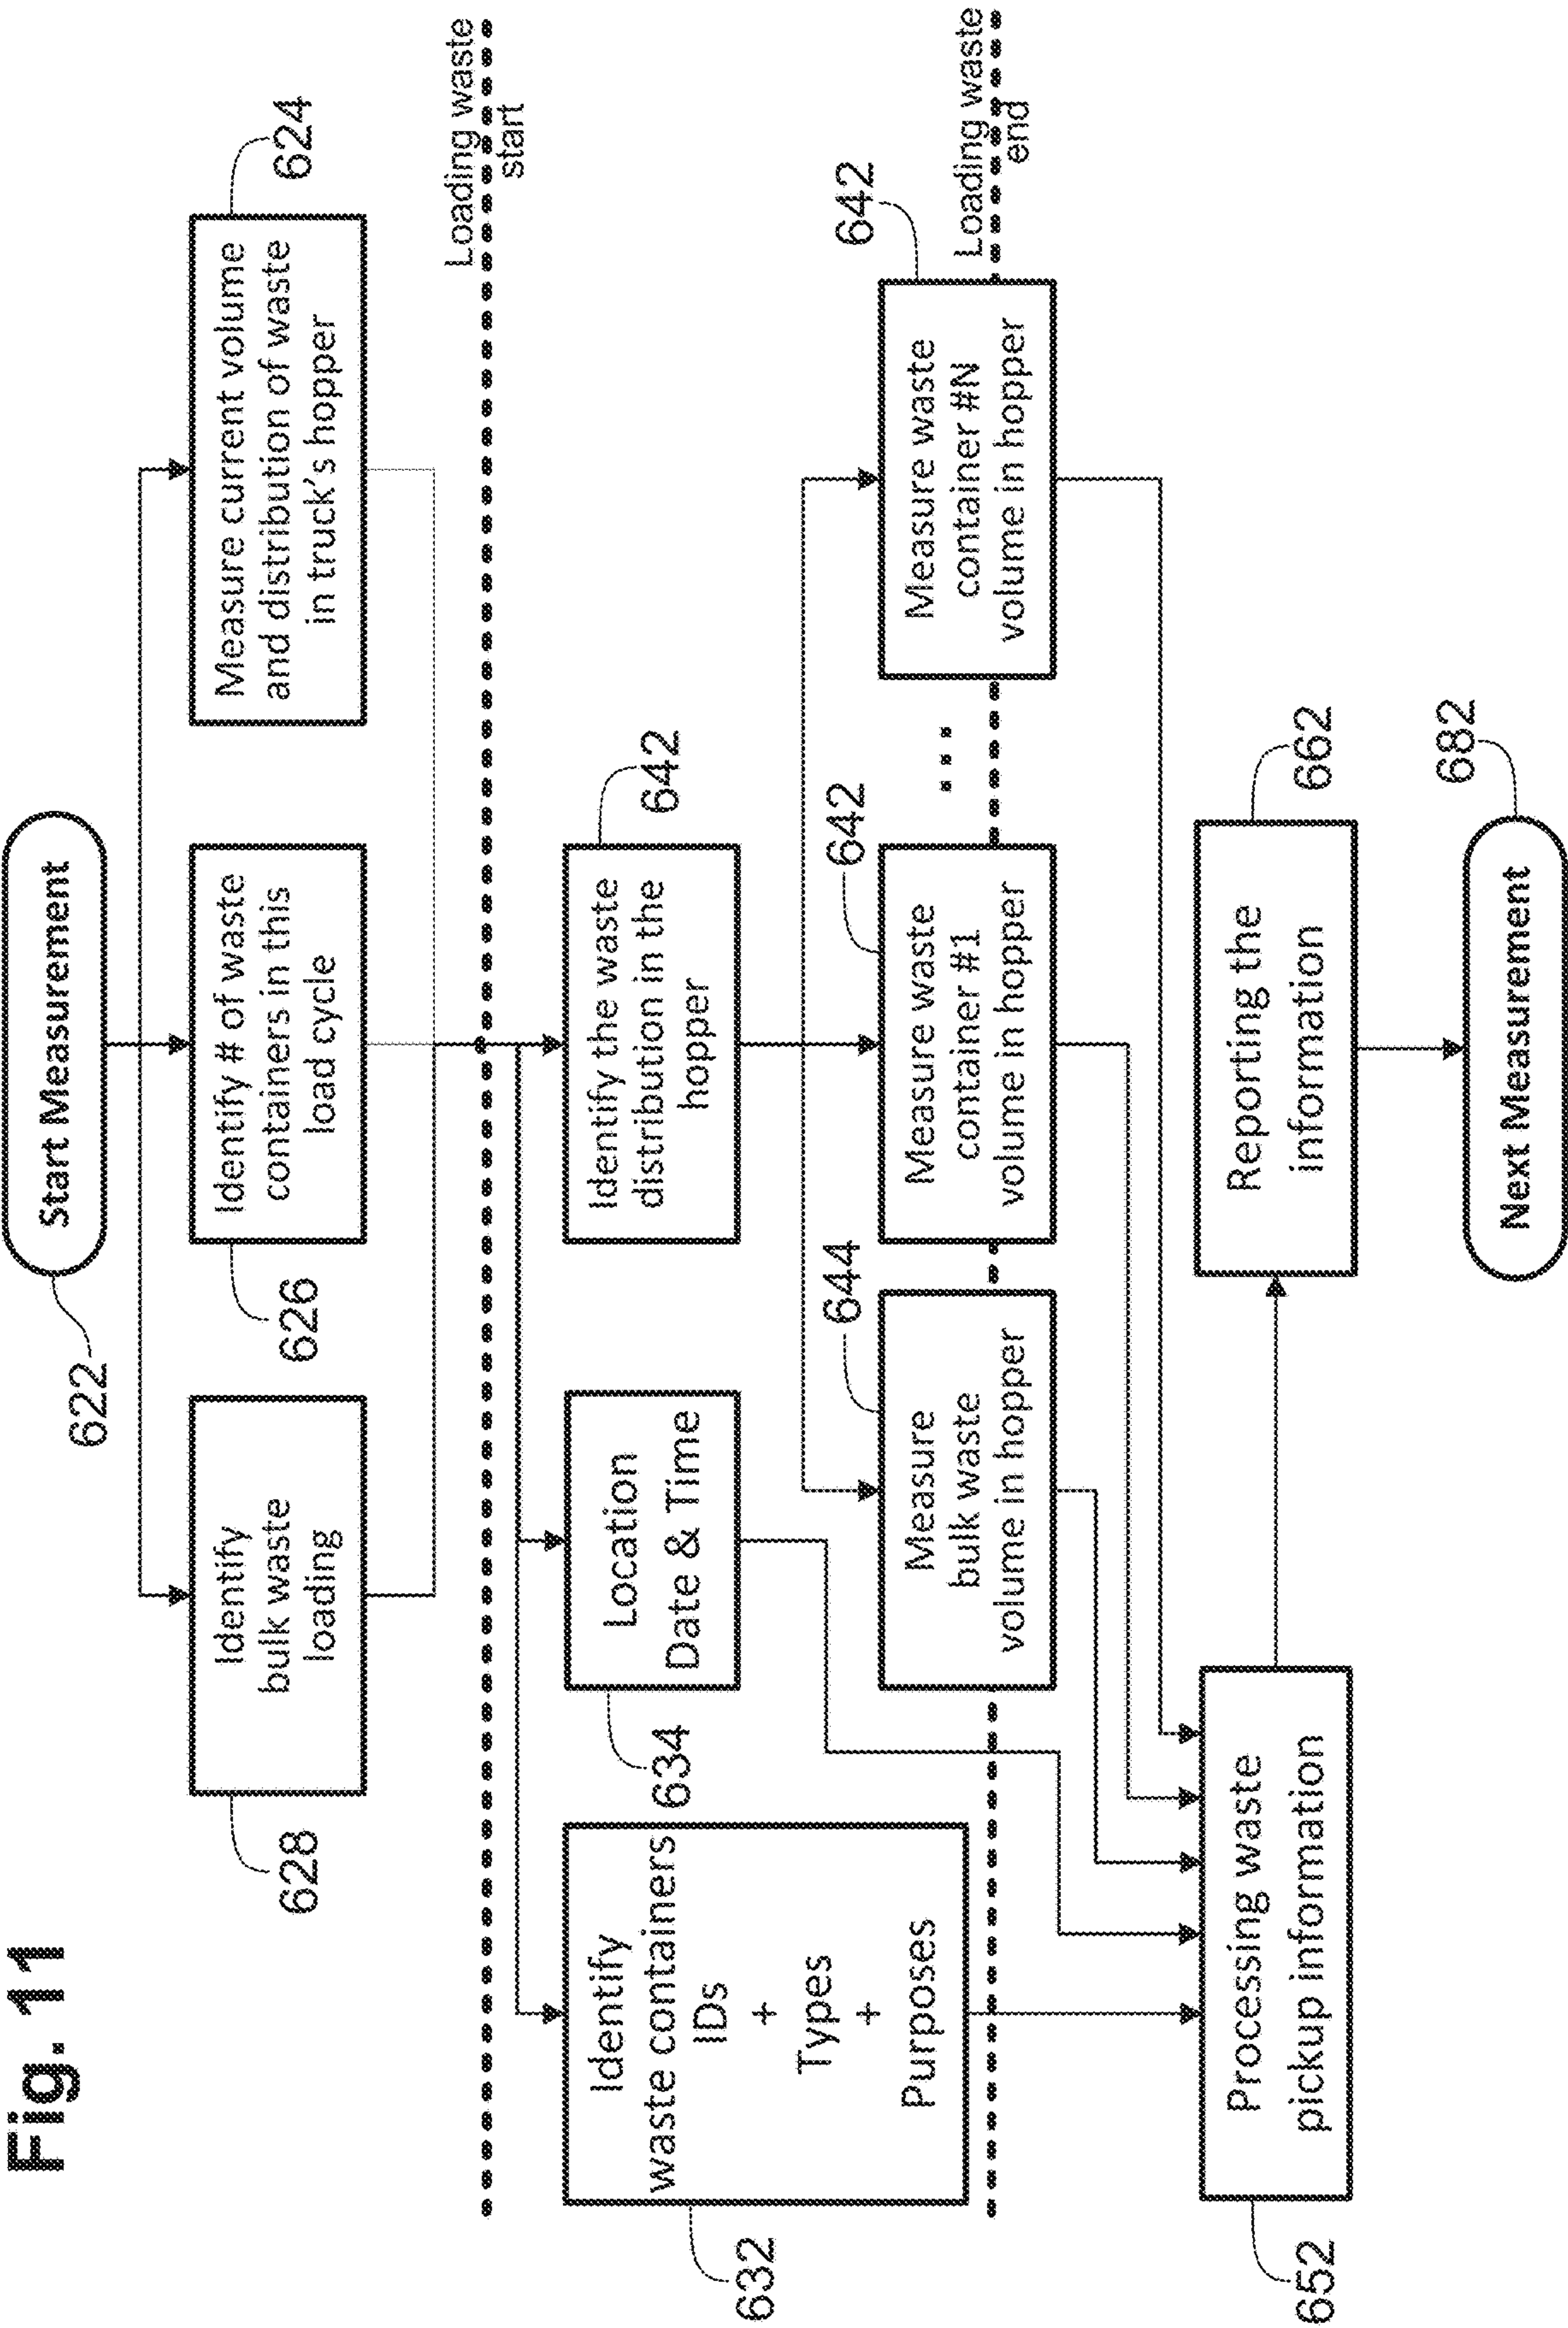 Fig. 11
622
Start Measurement
628
Identify
bulk waste
loading
626
Identify # of waste
containers in this
load cycle
624
Measure current volume
and distribution of waste
in truck's hopper
Loading waste
start
632
Identify
waste containers
IDs
+
Types
+
Purposes
634
Location
Date & Time
642
Identify the waste
distribution in the
hopper
644
Measure
bulk waste
volume in hopper
642
Measure waste
container #1
volume in hopper
...
642
Measure waste
container #N
volume in hopper
Loading waste
end
652
Processing waste
pickup information
662
Reporting the
information
682
Next Measurement